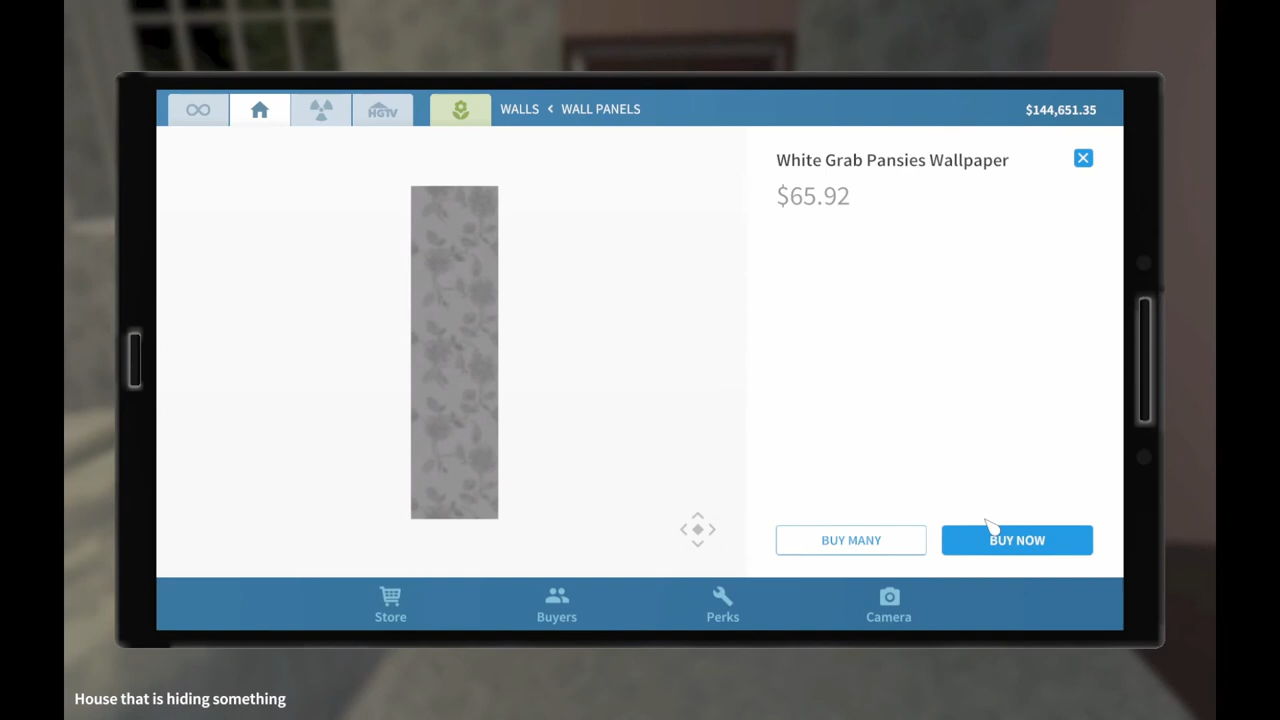 HGTV
WALLS < WALL PANELS
$144,651.35
White Grab Pansies Wallpaper
$65.92
BUY MANY
BUY NOW
Store
Buyers
Perks
Camera
House that is hiding something